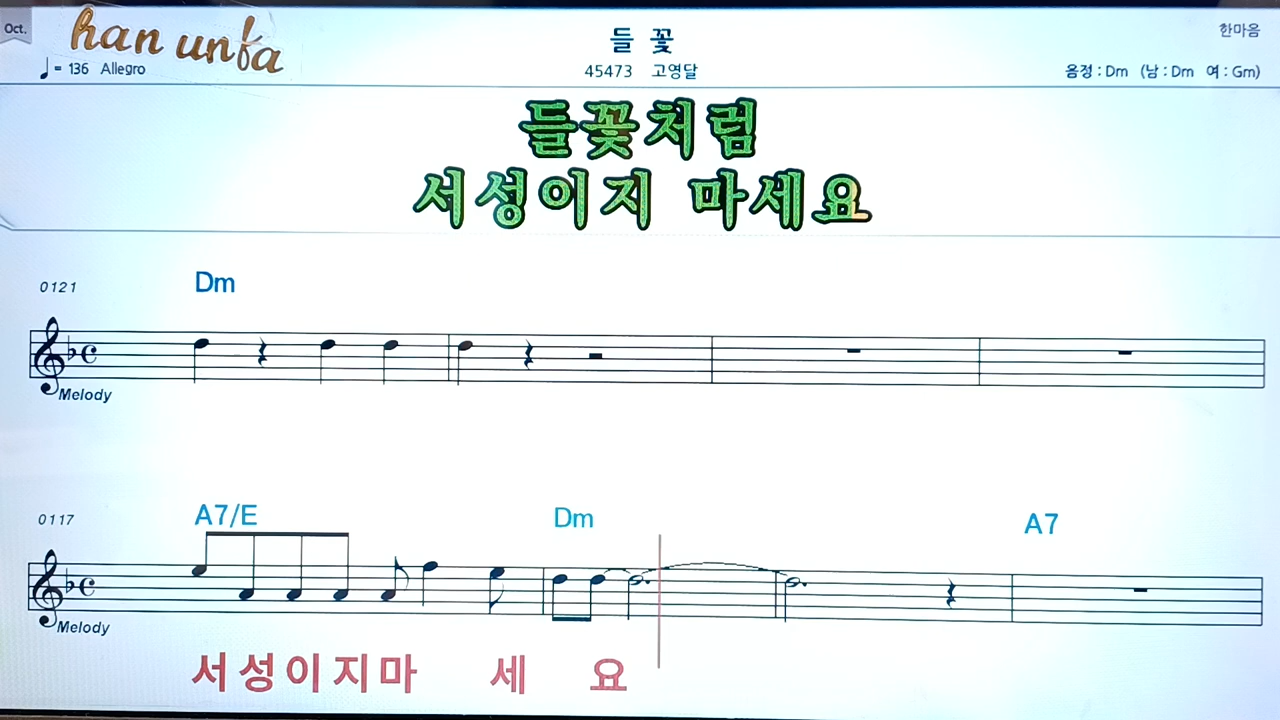 Oct.
han unfa
들 꽃
한마음
♩= 136 Allegro
45473 고영달
음정 : Dm (남 : Dm 여 : Gm)
들꽃처럼
서성이지 마세요
0121
Dm
Melody
0117
A7/E Dm A7
Melody
서성이지마 세 요